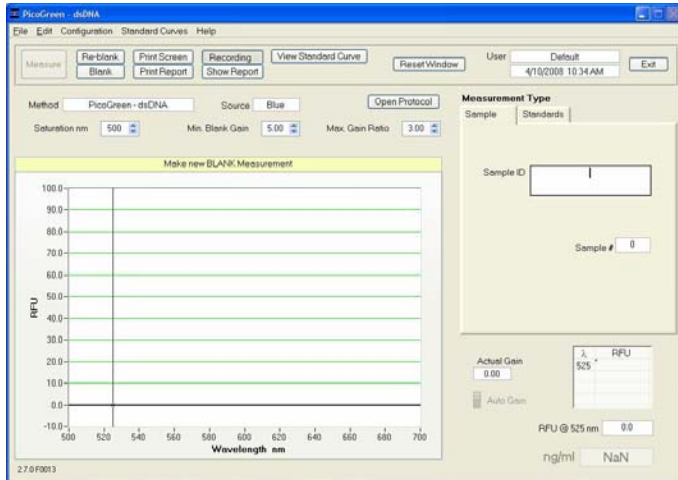 PicoGreen - dsDNA
File Edit Configuration Standard Curves Help
Measure Re-blank Print Screen Recording View Standard Curve Reset Window User Default Exit
Blank Print Report Show Report 4/10/2008 10:34 AM
Method PicoGreen - dsDNA Source Blue Open Protocol
Saturation nm 500 Min. Blank Gain 5.00 Max. Gain Ratio 3.00
Measurement Type
Sample Standards
Sample ID
Sample # 0
Make new BLANK Measurement
100.0
90.0
80.0
70.0
60.0
50.0
40.0
30.0
20.0
10.0
0.0
-10.0
RFU
500 520 540 560 580 600 620 640 660 680 700
Wavelength nm
Actual Gain
0.00
Auto Gain
λ RFU
525
RFU @ 525 nm 0.0
ng/ml NaN
2.7.0 F0013